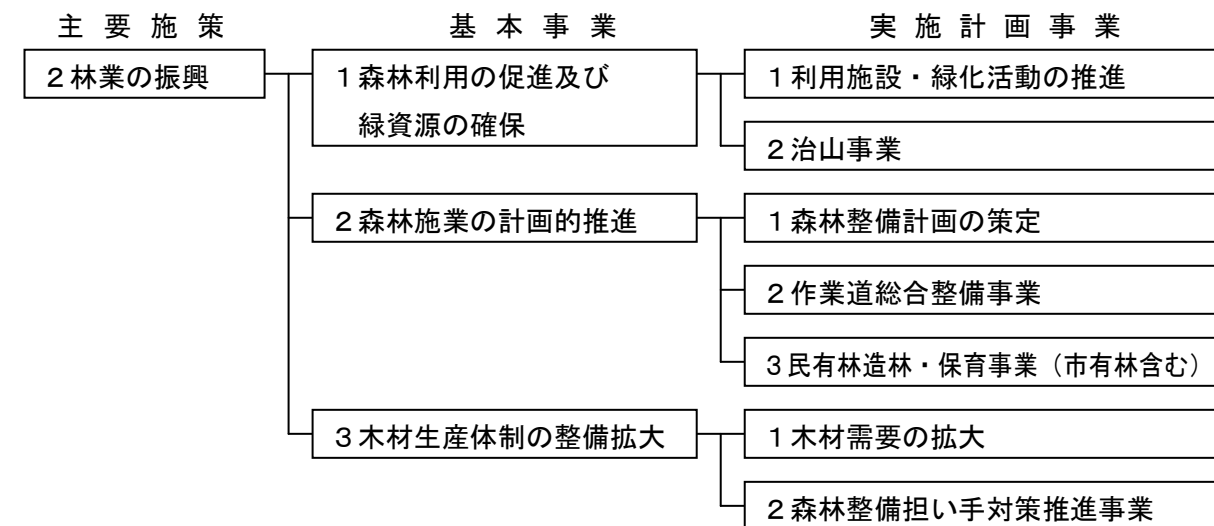 主要施策　基本事業　実施計画事業
２林業の振興
１森林利用の促進及び
緑資源の確保
１利用施設・緑化活動の推進
２治山事業
２森林施業の計画的推進
１森林整備計画の策定
２作業道総合整備事業
３民有林造林・保育事業（市有林含む）
３木材生産体制の整備拡大
１木材需要の拡大
２森林整備担い手対策推進事業